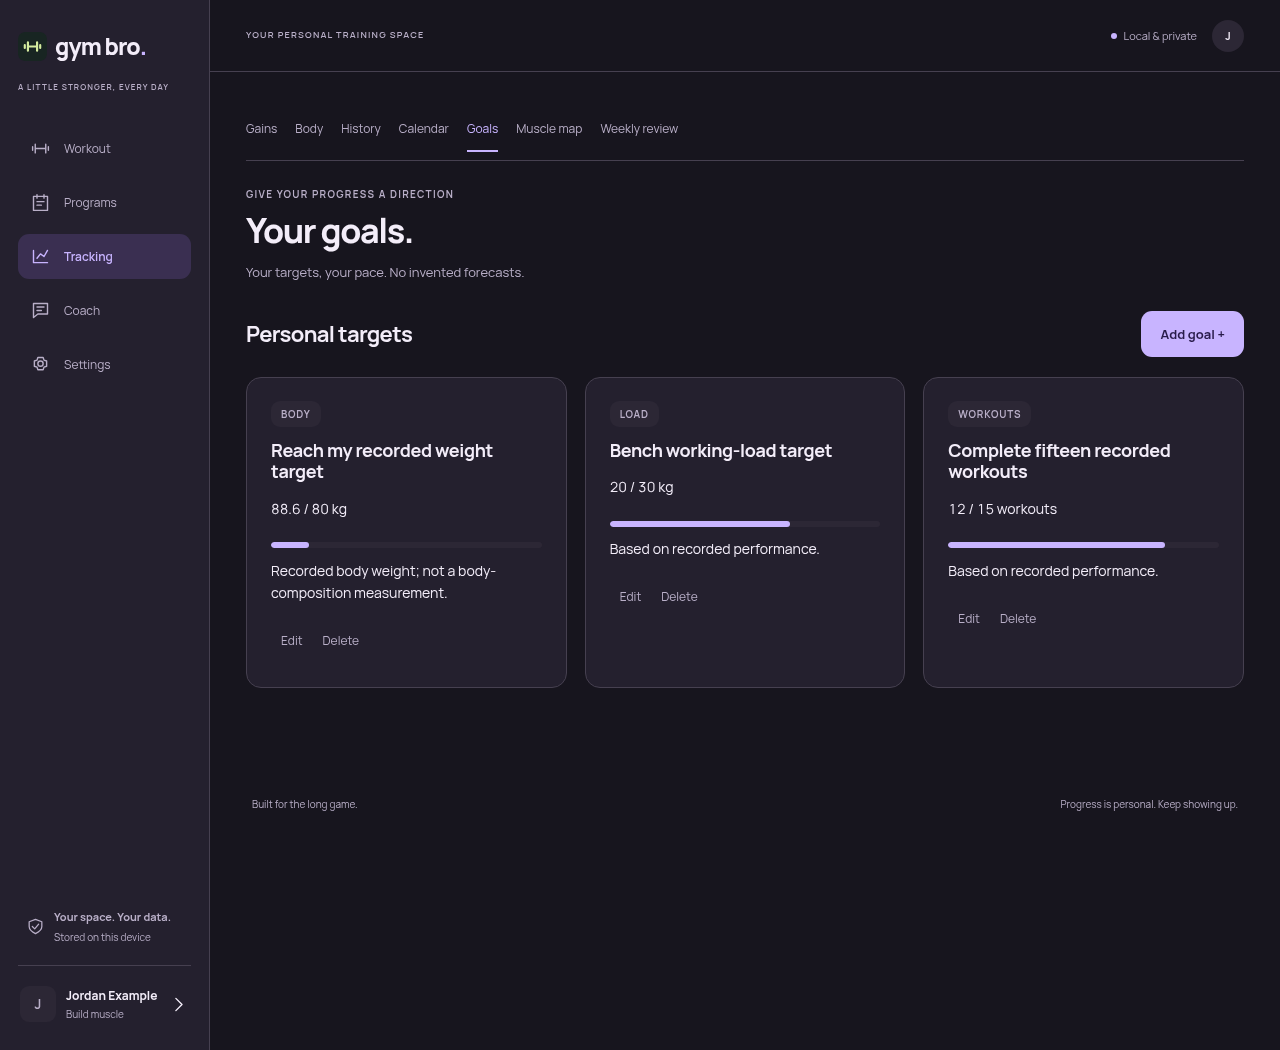 gym bro.
A LITTLE STRONGER, EVERY DAY
Workout
Programs
Tracking
Coach
Settings
Your space. Your data.
Stored on this device
J
Jordan Example
Build muscle
YOUR PERSONAL TRAINING SPACE
Local & private
J
Gains
Body
History
Calendar
Goals
Muscle map
Weekly review
GIVE YOUR PROGRESS A DIRECTION
Your goals.
Your targets, your pace. No invented forecasts.
Personal targets
Add goal +
BODY
Reach my recorded weight
target
88.6 / 80 kg
Recorded body weight; not a body-
composition measurement.
Edit
Delete
LOAD
Bench working-load target
20 / 30 kg
Based on recorded performance.
Edit
Delete
WORKOUTS
Complete fifteen recorded
workouts
12 / 15 workouts
Based on recorded performance.
Edit
Delete
Built for the long game.
Progress is personal. Keep showing up.